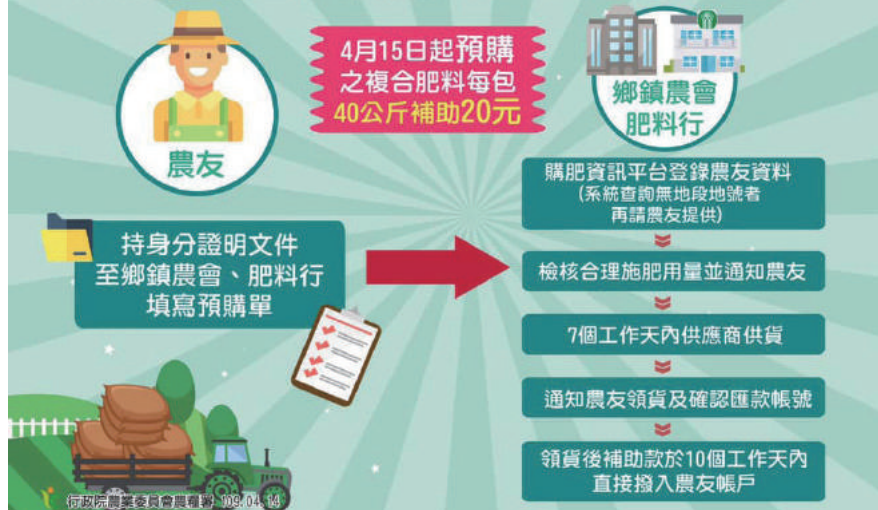 4月15日起預購
之複合肥料每包
40公斤補助20元
農友
鄉鎮農會
肥料行
持身分證明文件
至鄉鎮農會、肥料行
填寫預購單
購肥資訊平台登錄農友資料
(系統查詢無地段地號者
再請農友提供)
檢核合理施肥用量並通知農友
7個工作天內供應商供貨
通知農友領貨及確認匯款帳號
領貨後補助款於10個工作天內
直接撥入農友帳戶
行政院農業委員會農糧署 109.04.14